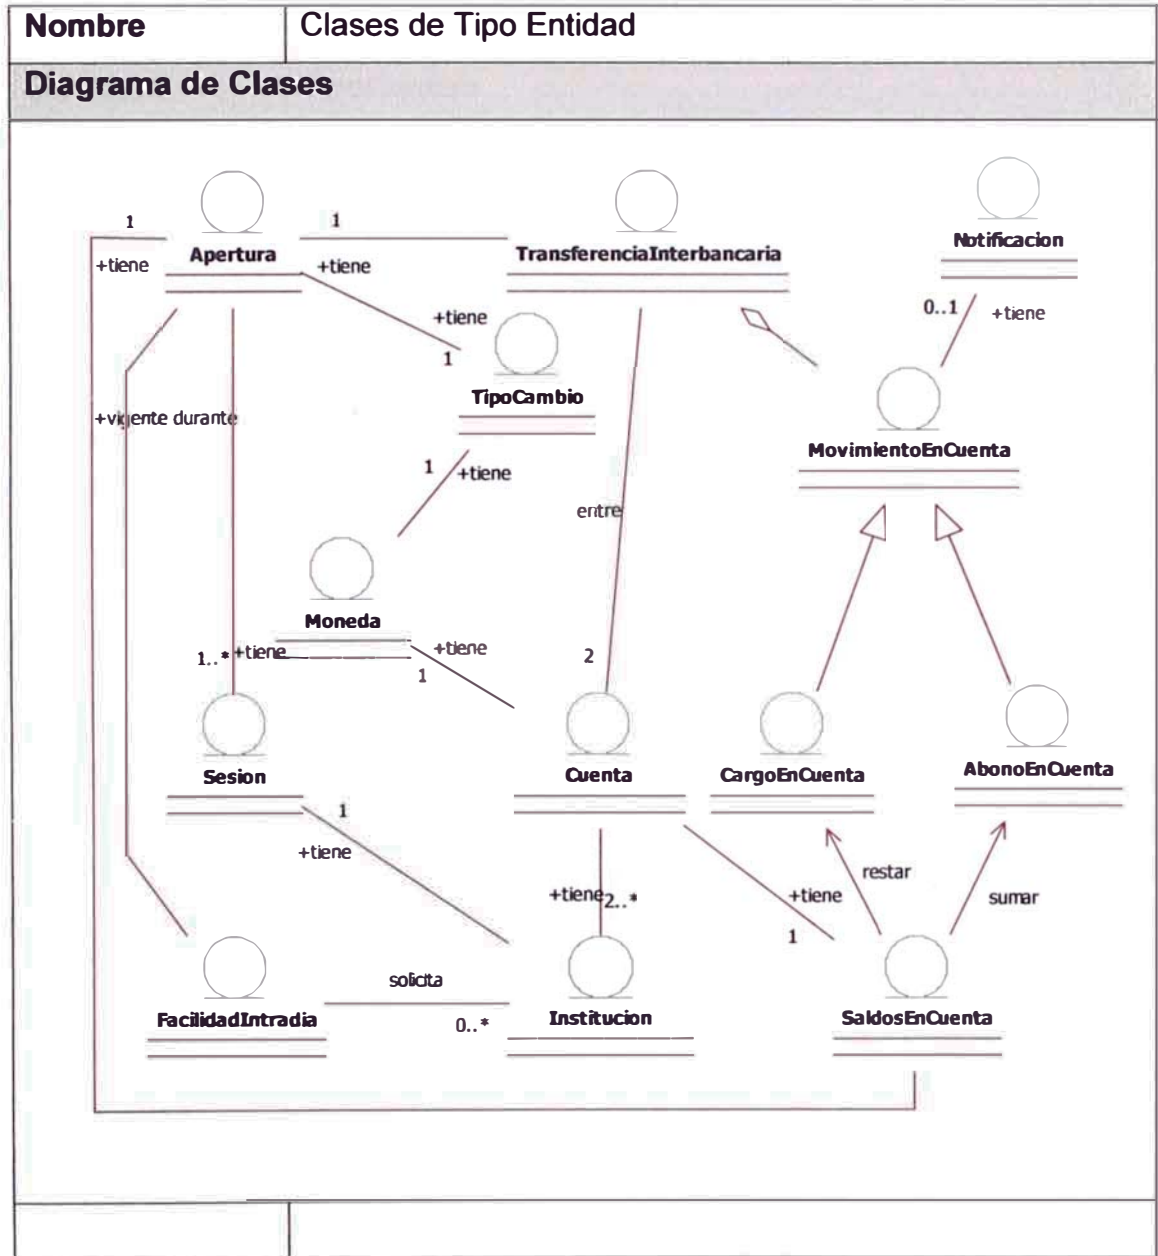 Nombre
Clases de Tipo Entidad
Diagrama de Clases
1
1
Apertura
TransferenciaInterbancaria
Notificacion
+tiene
+tiene
0..1
+tiene
+tiene
1
TipoCambio
+vigente durante
1
+tiene
MovimientoEnCuenta
entre
Moneda
1..*
+tiene
+tiene
1
2
Sesion
Cuenta
CargoEnCuenta
AbonoEnCuenta
1
+tiene
restar
+tiene
2..*
+tiene
sumar
1
solicita
FacilidadIntradia
0..*
Institucion
SaldosEnCuenta